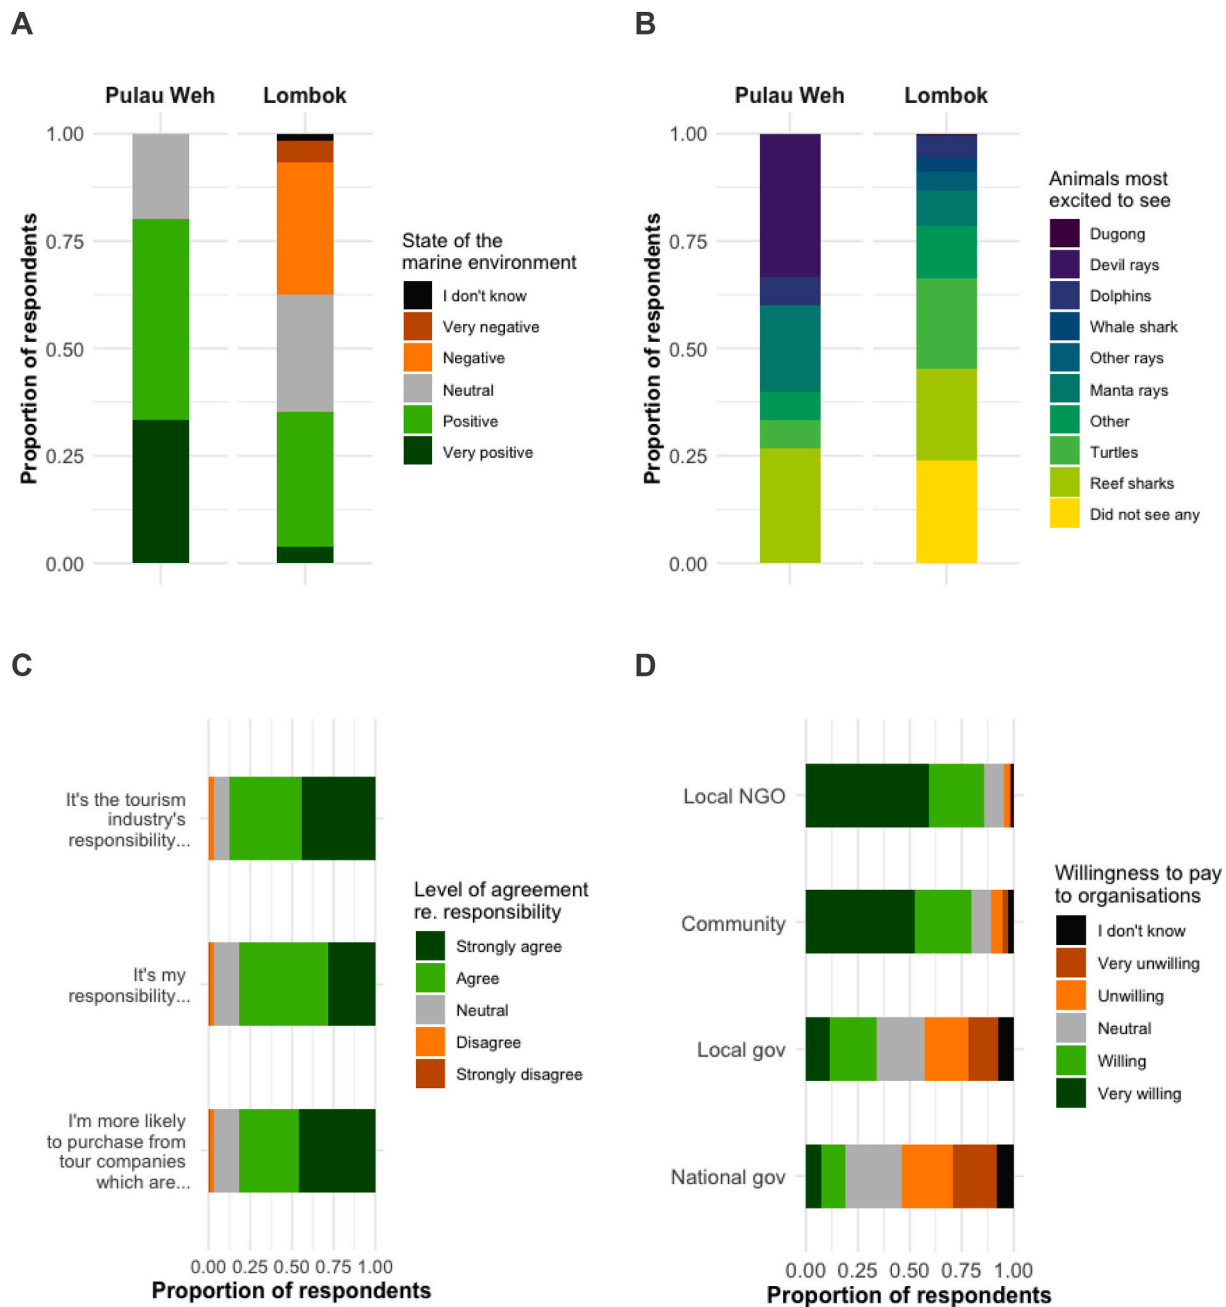 A
Pulau Weh
Lombok
1.00
0.75
0.50
0.25
0.00
Proportion of respondents
State of the
marine environment
I don't know
Very negative
Negative
Neutral
Positive
Very positive
B
Pulau Weh
Lombok
1.00
0.75
0.50
0.25
0.00
Proportion of respondents
Animals most
excited to see
Dugong
Devil rays
Dolphins
Whale shark
Other rays
Manta rays
Other
Turtles
Reef sharks
Did not see any
C
It's the tourism
industry's
responsibility...
It's my
responsibility...
I'm more likely
to purchase from
tour companies
which are...
0.00 0.25 0.50 0.75 1.00
Proportion of respondents
Level of agreement
re. responsibility
Strongly agree
Agree
Neutral
Disagree
Strongly disagree
D
Local NGO
Community
Local gov
National gov
0.00 0.25 0.50 0.75 1.00
Proportion of respondents
Willingness to pay
to organisations
I don't know
Very unwilling
Unwilling
Neutral
Willing
Very willing